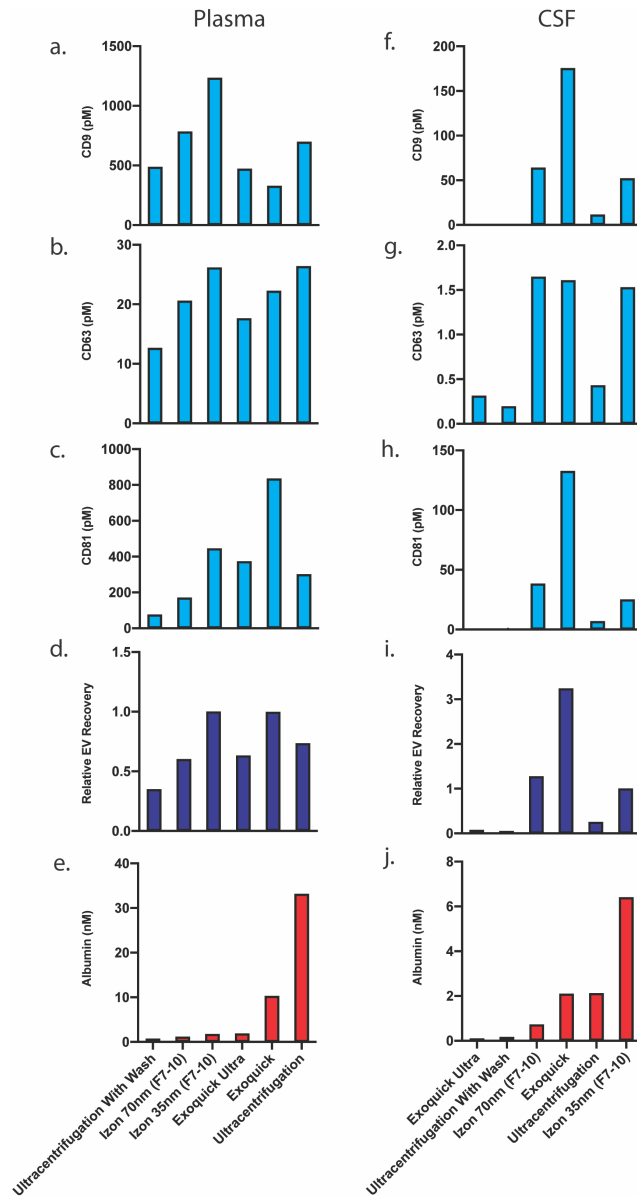 Plasma
CSF
a.
CD9 (pM)
1500
1000
500
0
f.
CD9 (pM)
200
150
100
50
0
b.
CD63 (pM)
30
20
10
0
g.
CD63 (pM)
2.0
1.5
1.0
0.5
0.0
c.
CD81 (pM)
1000
800
600
400
200
0
h.
CD81 (pM)
150
100
50
0
d.
Relative EV Recovery
1.5
1.0
0.5
0.0
i.
Relative EV Recovery
4
3
2
1
0
e.
Albumin (nM)
40
30
20
10
0
j.
Albumin (nM)
8
6
4
2
0
Ultracentrifugation With Wash
Izon 70nm (F7-10)
Izon 35nm (F7-10)
Exoquick Ultra
Exoquick
Ultracentrifugation
Exoquick Ultra
Ultracentrifugation With Wash
Izon 70nm (F7-10)
Exoquick
Ultracentrifugation
Izon 35nm (F7-10)